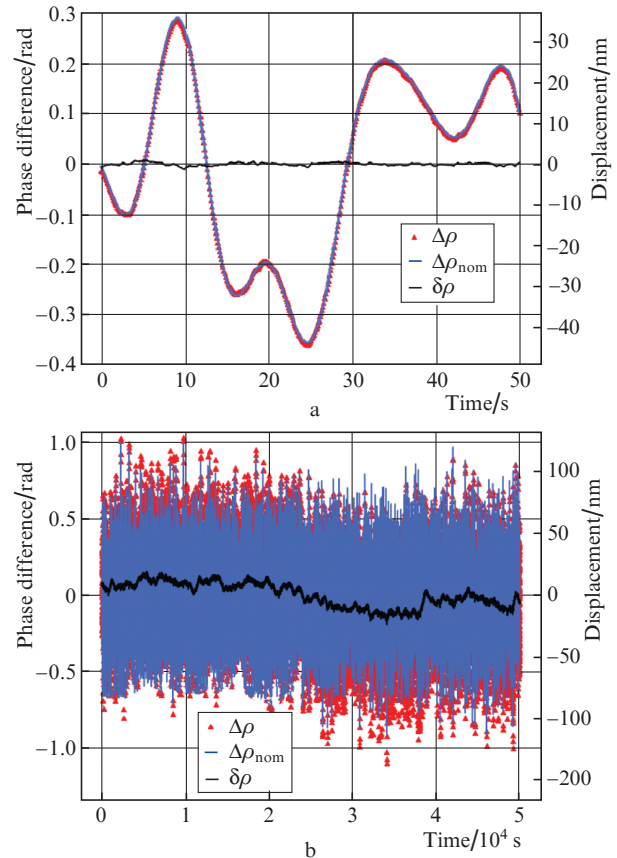 Phase difference/rad
0.3
0.2
0.1
0
−0.1
−0.2
−0.3
−0.4
30
20
10
0
−10
−20
−30
−40
Displacement/nm
Δρ
Δρnom
δρ
0 10 20 30 40 50
a
Time/s
Phase difference/rad
1.0
0.5
0
−0.5
−1.0
100
50
0
−50
−100
−200
Displacement/nm
Δρ
Δρnom
δρ
0 1 2 3 4 5
b
Time/10⁴ s